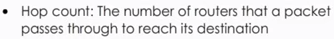 • Hop count: The number of routers that a packet
passes through to reach its destination